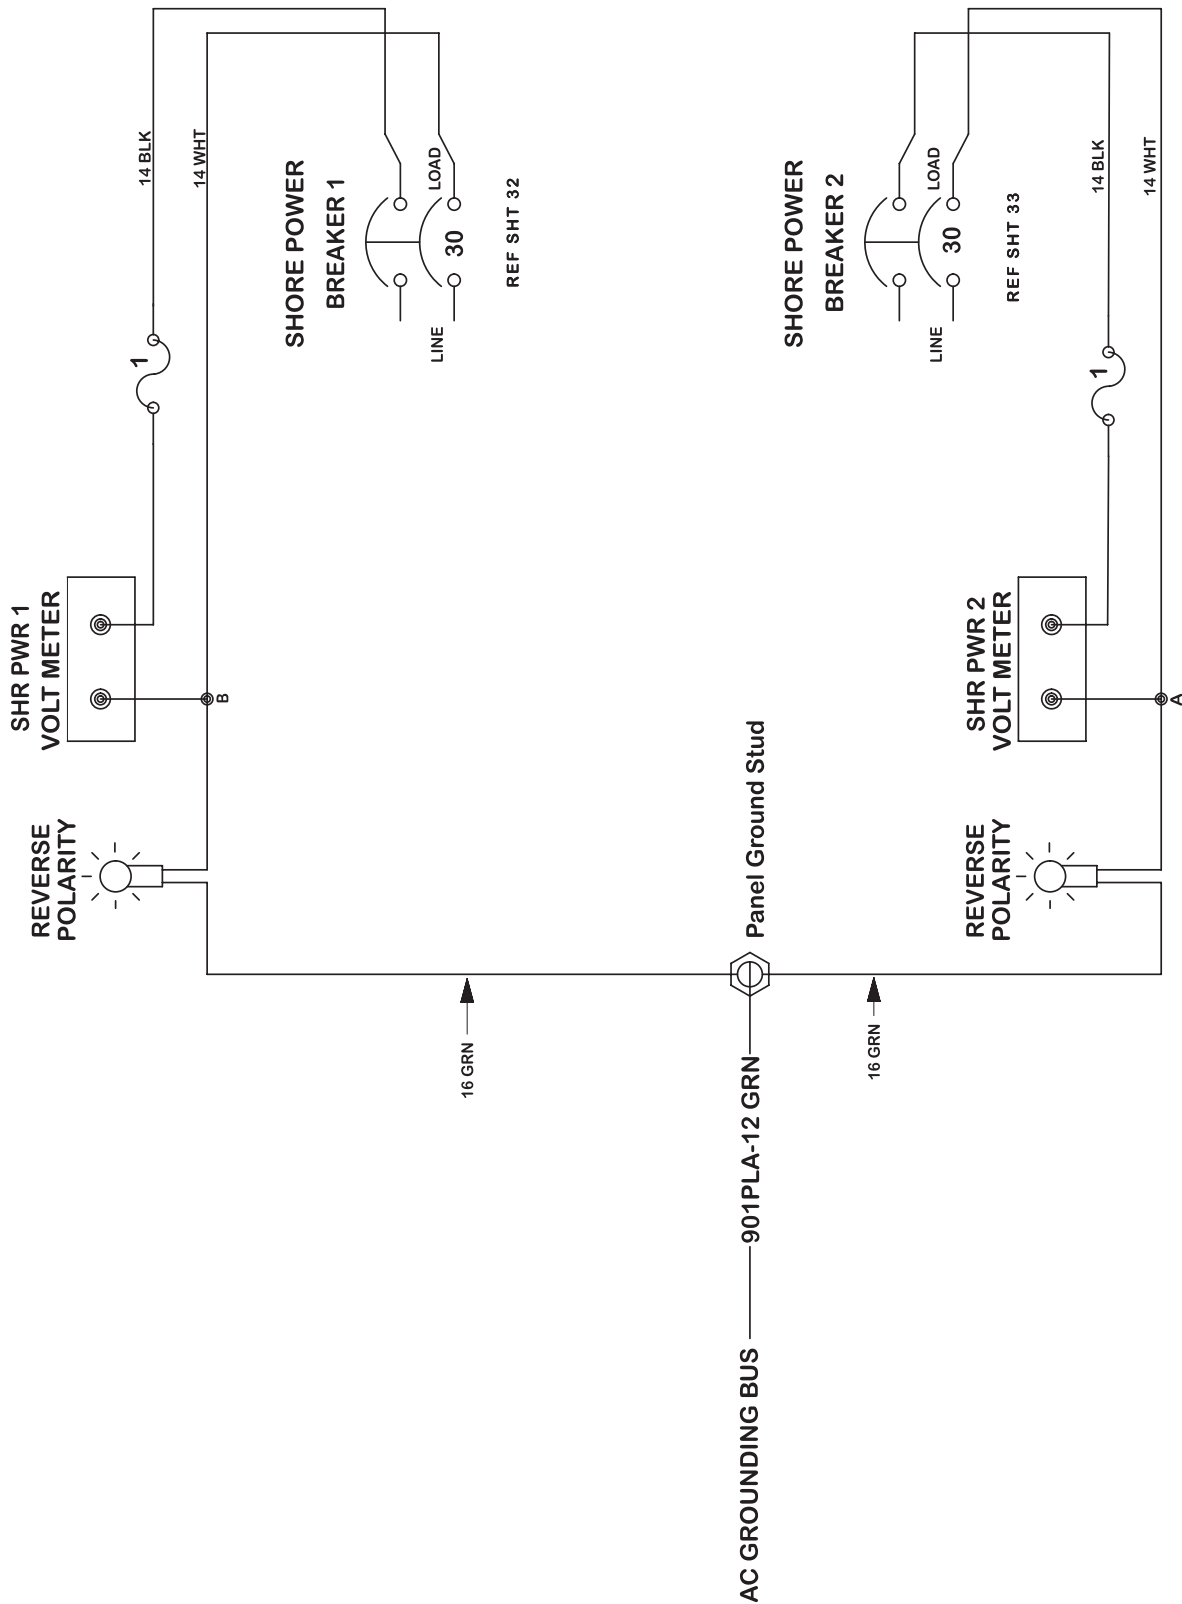 14 BLK
14 WHT
SHORE POWER
BREAKER 1
LOAD
30
LINE
REF SHT 32
1
SHR PWR 1
VOLT METER
B
REVERSE
POLARITY
SHORE POWER
BREAKER 2
LOAD
30
LINE
REF SHT 33
14 BLK
14 WHT
1
SHR PWR 2
VOLT METER
A
REVERSE
POLARITY
Panel Ground Stud
16 GRN
16 GRN
AC GROUNDING BUS
901PLA-12 GRN